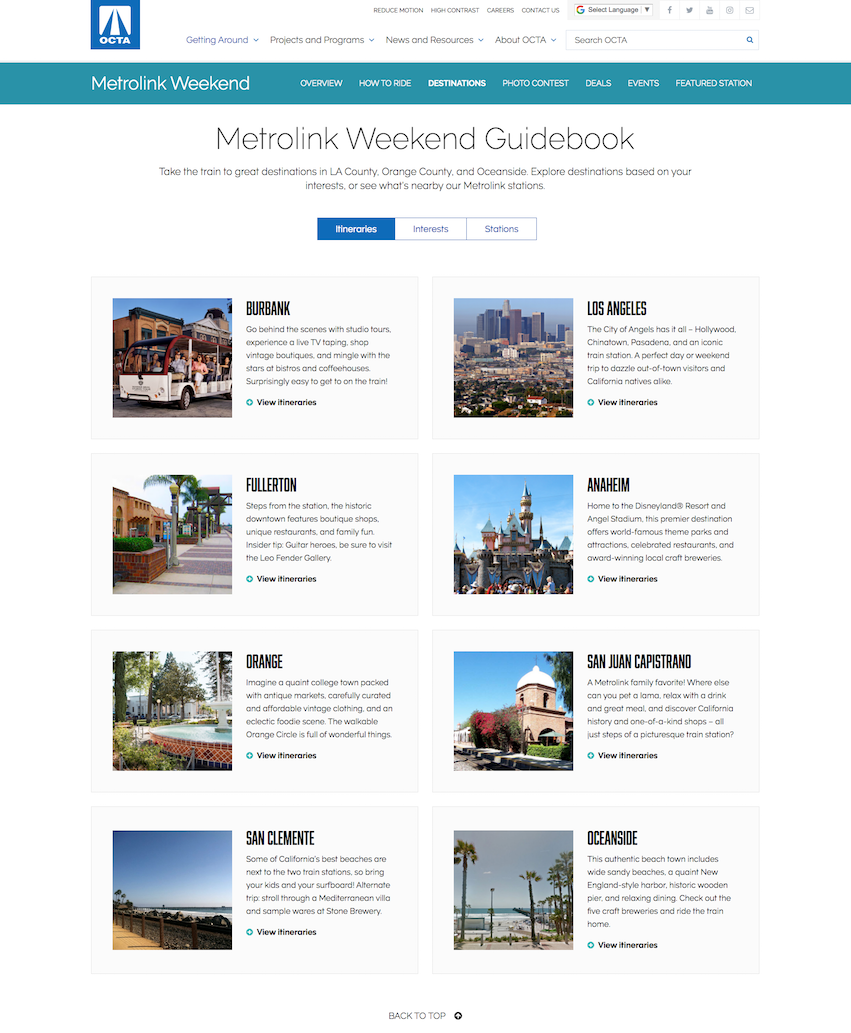 OCTA
REDUCE MOTION HIGH CONTRAST CAREERS CONTACT US Select Language ▼
Getting Around Projects and Programs News and Resources About OCTA Search OCTA
Metrolink Weekend OVERVIEW HOW TO RIDE DESTINATIONS PHOTO CONTEST DEALS EVENTS FEATURED STATION
Metrolink Weekend Guidebook
Take the train to great destinations in LA County, Orange County, and Oceanside. Explore destinations based on your
interests, or see what's nearby our Metrolink stations.
Itineraries Interests Stations
BURBANK
Go behind the scenes with studio tours,
experience a live TV taping, shop
vintage boutiques, and mingle with the
stars at bistros and coffeehouses.
Surprisingly easy to get to on the train!
View itineraries
LOS ANGELES
The City of Angels has it all – Hollywood,
Chinatown, Pasadena, and an iconic
train station. A perfect day or weekend
trip to dazzle out-of-town visitors and
California natives alike.
View itineraries
FULLERTON
Steps from the station, the historic
downtown features boutique shops,
unique restaurants, and family fun.
Insider tip: Guitar heroes, be sure to visit
the Leo Fender Gallery.
View itineraries
ANAHEIM
Home to the Disneyland® Resort and
Angel Stadium, this premier destination
offers world-famous theme parks and
attractions, celebrated restaurants, and
award-winning local craft breweries.
View itineraries
ORANGE
Imagine a quaint college town packed
with antique markets, carefully curated
and affordable vintage clothing, and an
eclectic foodie scene. The walkable
Orange Circle is full of wonderful things.
View itineraries
SAN JUAN CAPISTRANO
A Metrolink family favorite! Where else
can you pet a lama, relax with a drink
and great meal, and discover California
history and one-of-a-kind shops – all
just steps of a picturesque train station?
View itineraries
SAN CLEMENTE
Some of California's best beaches are
next to the two train stations, so bring
your kids and your surfboard! Alternate
trip: stroll through a Mediterranean villa
and sample wares at Stone Brewery.
View itineraries
OCEANSIDE
This authentic beach town includes
wide sandy beaches, a quaint New
England-style harbor, historic wooden
pier, and relaxing dining. Check out the
five craft breweries and ride the train
home.
View itineraries
BACK TO TOP